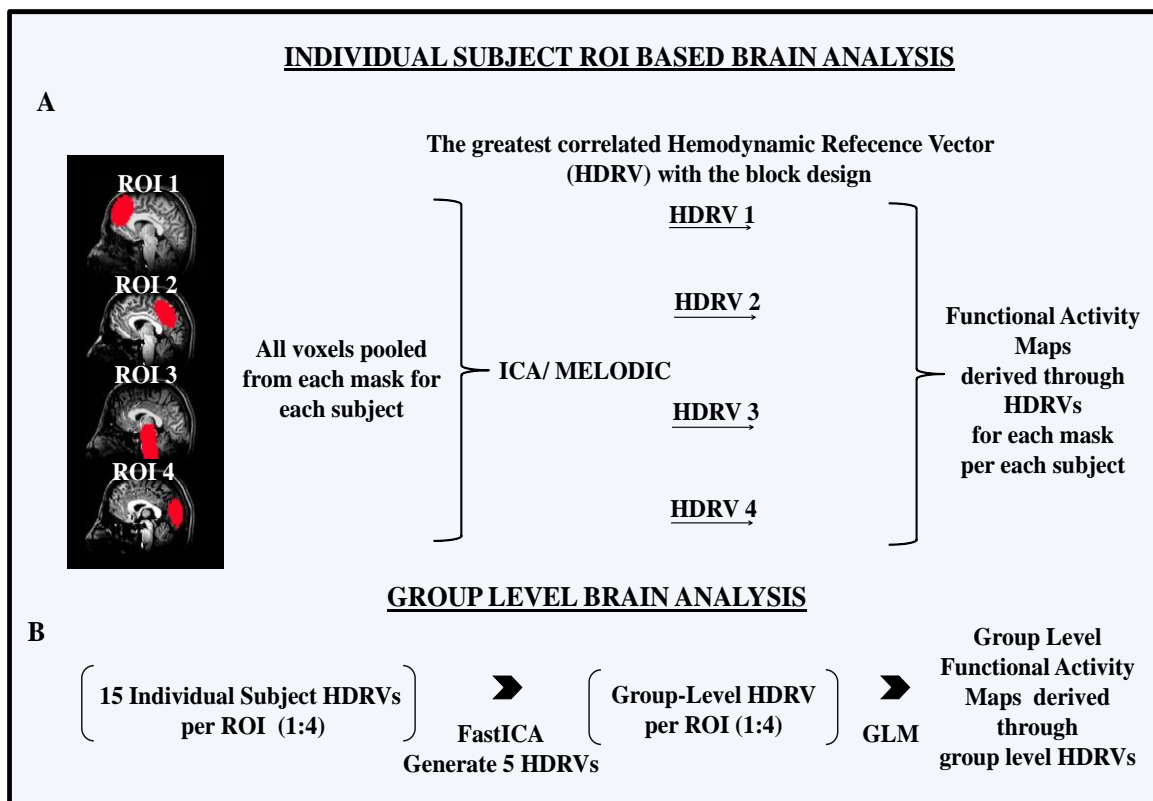 INDIVIDUAL SUBJECT ROI BASED BRAIN ANALYSIS
A
ROI 1
ROI 2
ROI 3
ROI 4
All voxels pooled
from each mask for
each subject
ICA/ MELODIC
The greatest correlated Hemodynamic Refecence Vector
(HDRV) with the block design
HDRV 1
HDRV 2
HDRV 3
HDRV 4
Functional Activity
Maps
derived through
HDRVs
for each mask
per each subject
GROUP LEVEL BRAIN ANALYSIS
B
15 Individual Subject HDRVs
per ROI (1:4)
FastICA
Generate 5 HDRVs
Group-Level HDRV
per ROI (1:4)
GLM
Group Level
Functional Activity
Maps derived
through
group level HDRVs